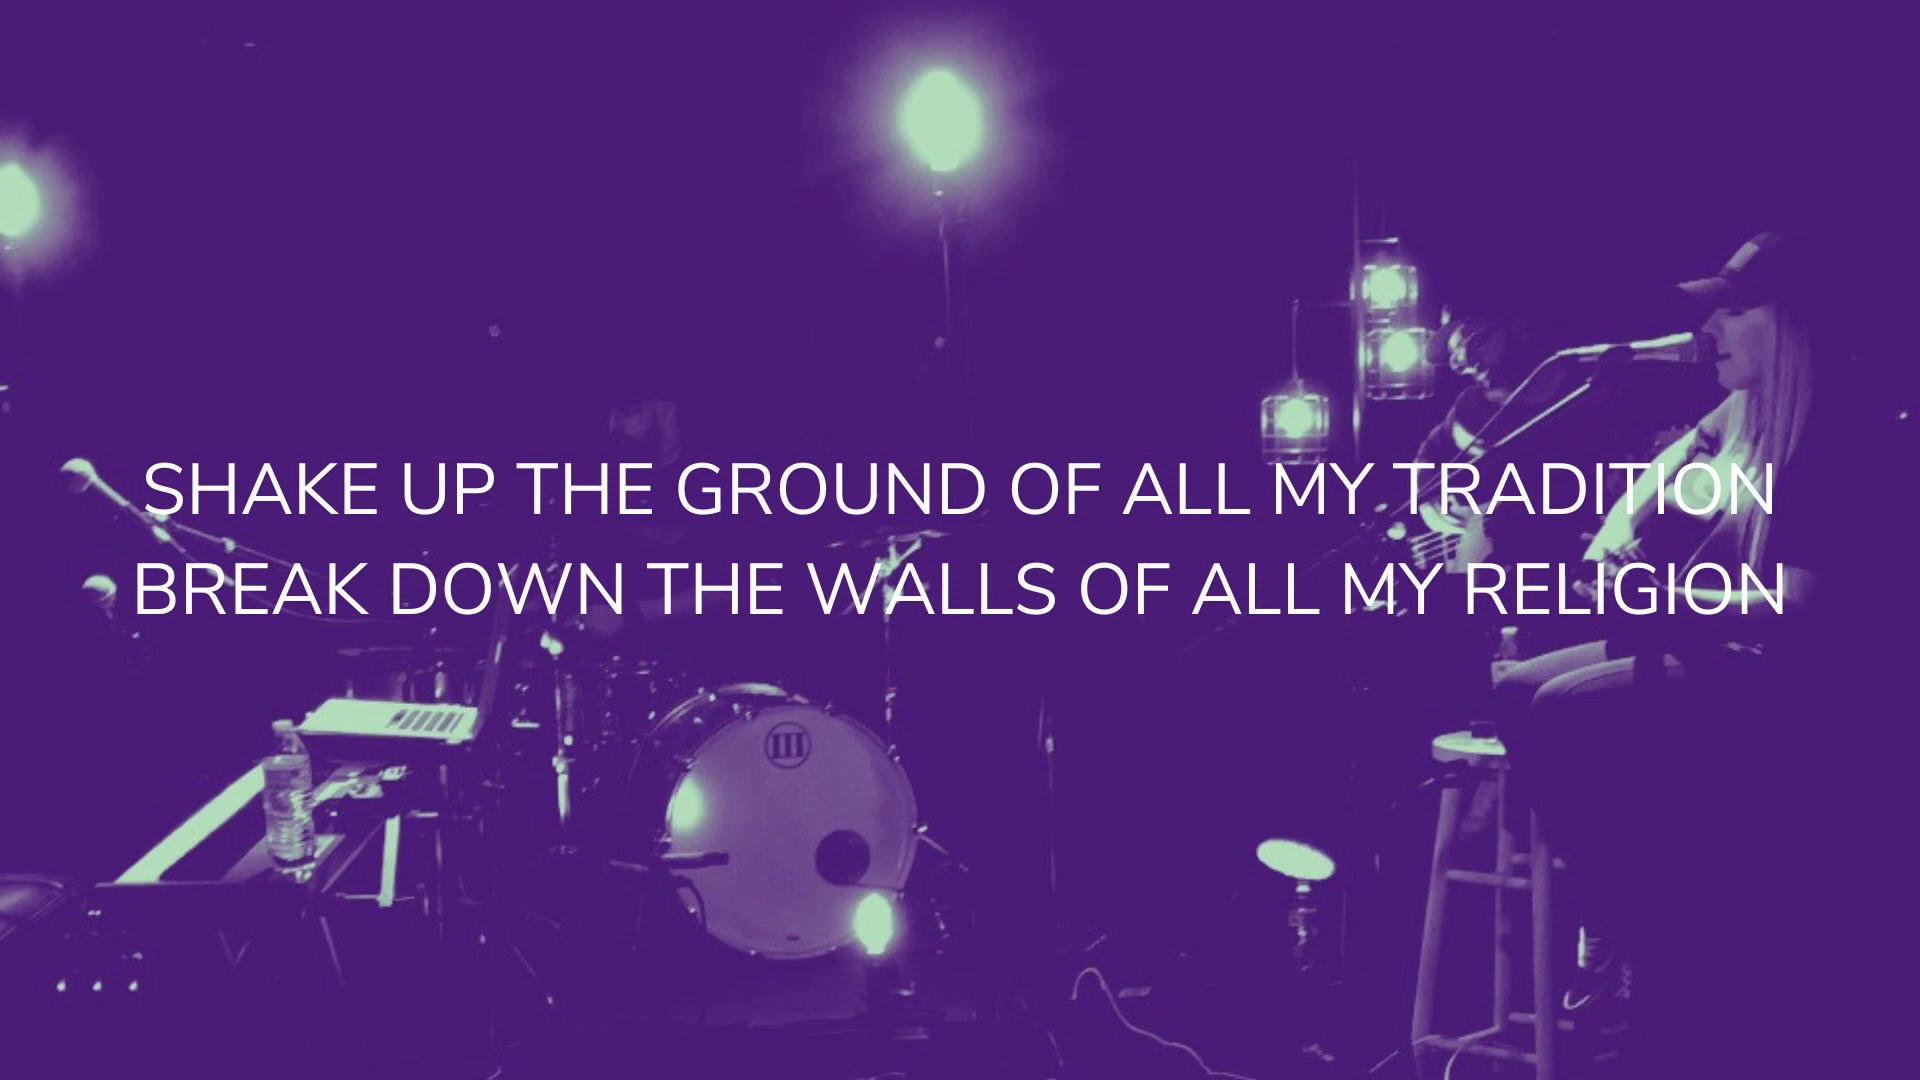 SHAKE UP THE GROUND OF ALL MY TRADITION
BREAK DOWN THE WALLS OF ALL MY RELIGION